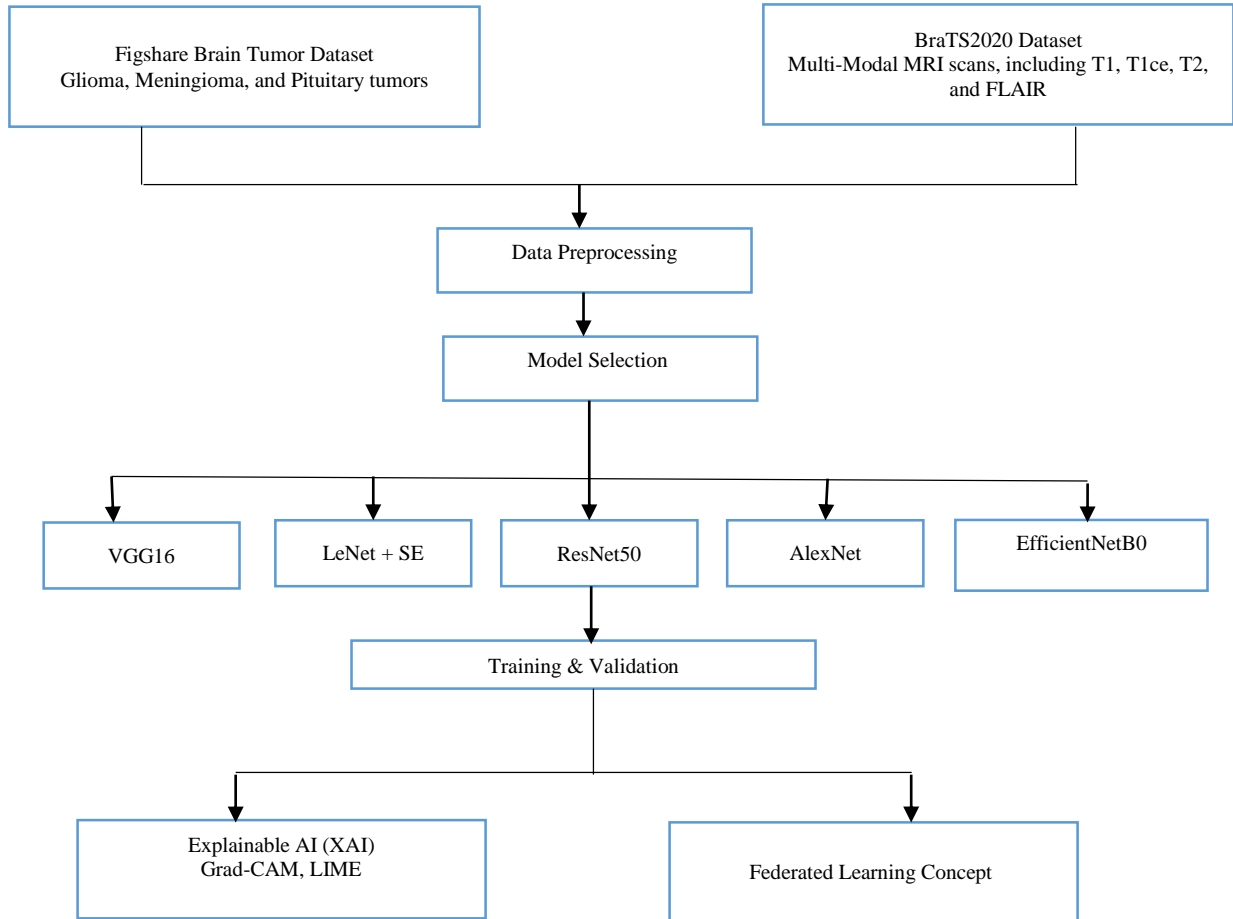 Figshare Brain Tumor Dataset
Glioma, Meningioma, and Pituitary tumors
BraTS2020 Dataset
Multi-Modal MRI scans, including T1, T1ce, T2,
and FLAIR
Data Preprocessing
Model Selection
VGG16
LeNet + SE
ResNet50
AlexNet
EfficientNetB0
Training & Validation
Explainable AI (XAI)
Grad-CAM, LIME
Federated Learning Concept